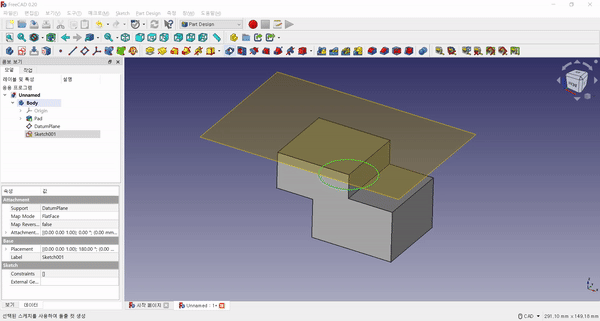 FreeCAD 0.20
파일(F) 편집(E) 보기(V) 도구(T) 매크로(M) Sketch Part Design 측정 창(W) 도움말(H)
Part Design
콤보 보기
모델 작업
레이블 및 특성 설명
응용 프로그램
Unnamed
Body
Origin
Pad
DatumPlane
Sketch001
속성 값
Attachment
Support DatumPlane
Map Mode FlatFace
Map Revers... false
Attachment... [(0.00 0.00 1.00); 0.00 °; (0.00 mm...
Base
Placement [(0.00 0.00 1.00); 180.00 °; (0.00 ...
Label Sketch001
Sketch
Constraints []
External Ge...
보기 데이터
시작 페이지 Unnamed : 1*
선택된 스케치를 사용하여 돌출 컷 생성
CAD 291.10 mm × 149.18 mm